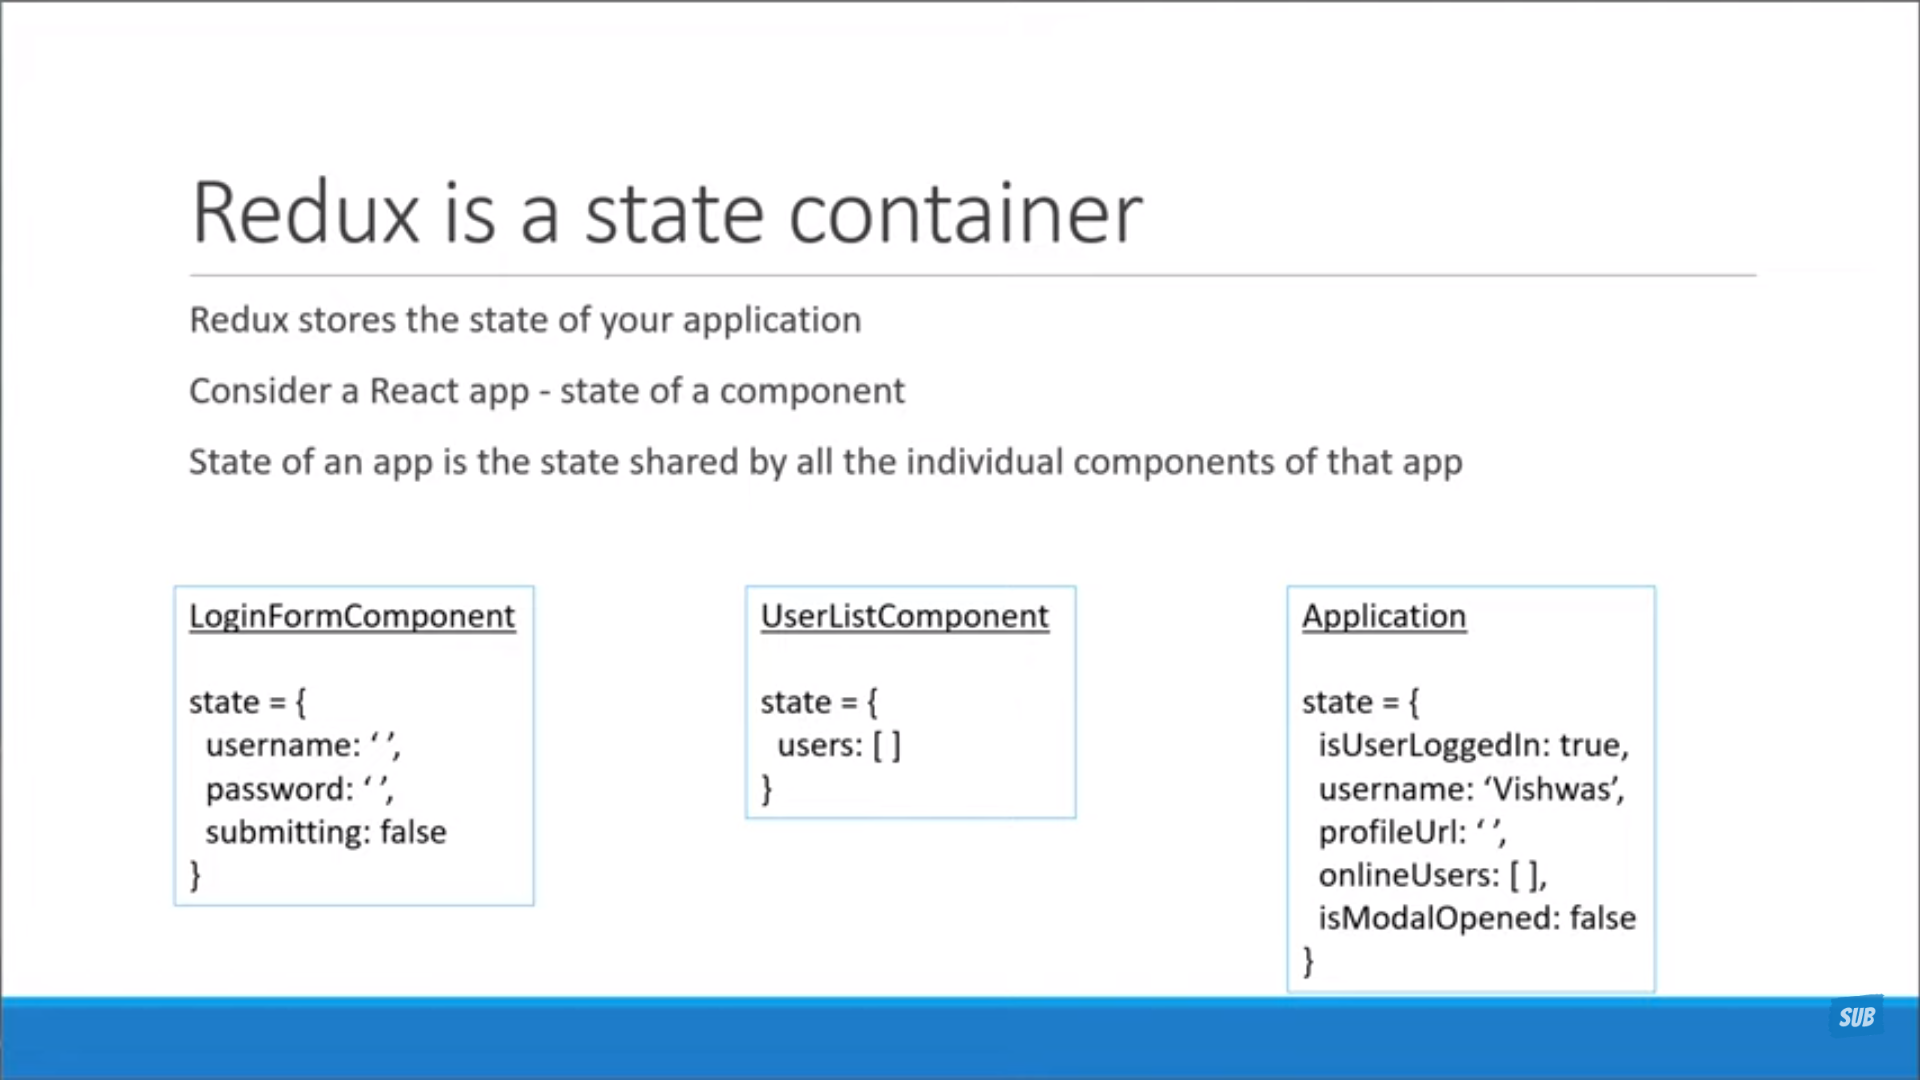 Redux is a state container
Redux stores the state of your application
Consider a React app - state of a component
State of an app is the state shared by all the individual components of that app
LoginFormComponent
state = {
username: ‘ ’,
password: ‘ ’,
submitting: false
}
UserListComponent
state = {
users: [ ]
}
Application
state = {
isUserLoggedIn: true,
username: ‘Vishwas’,
profileUrl: ‘ ’,
onlineUsers: [ ],
isModalOpened: false
}
SUB